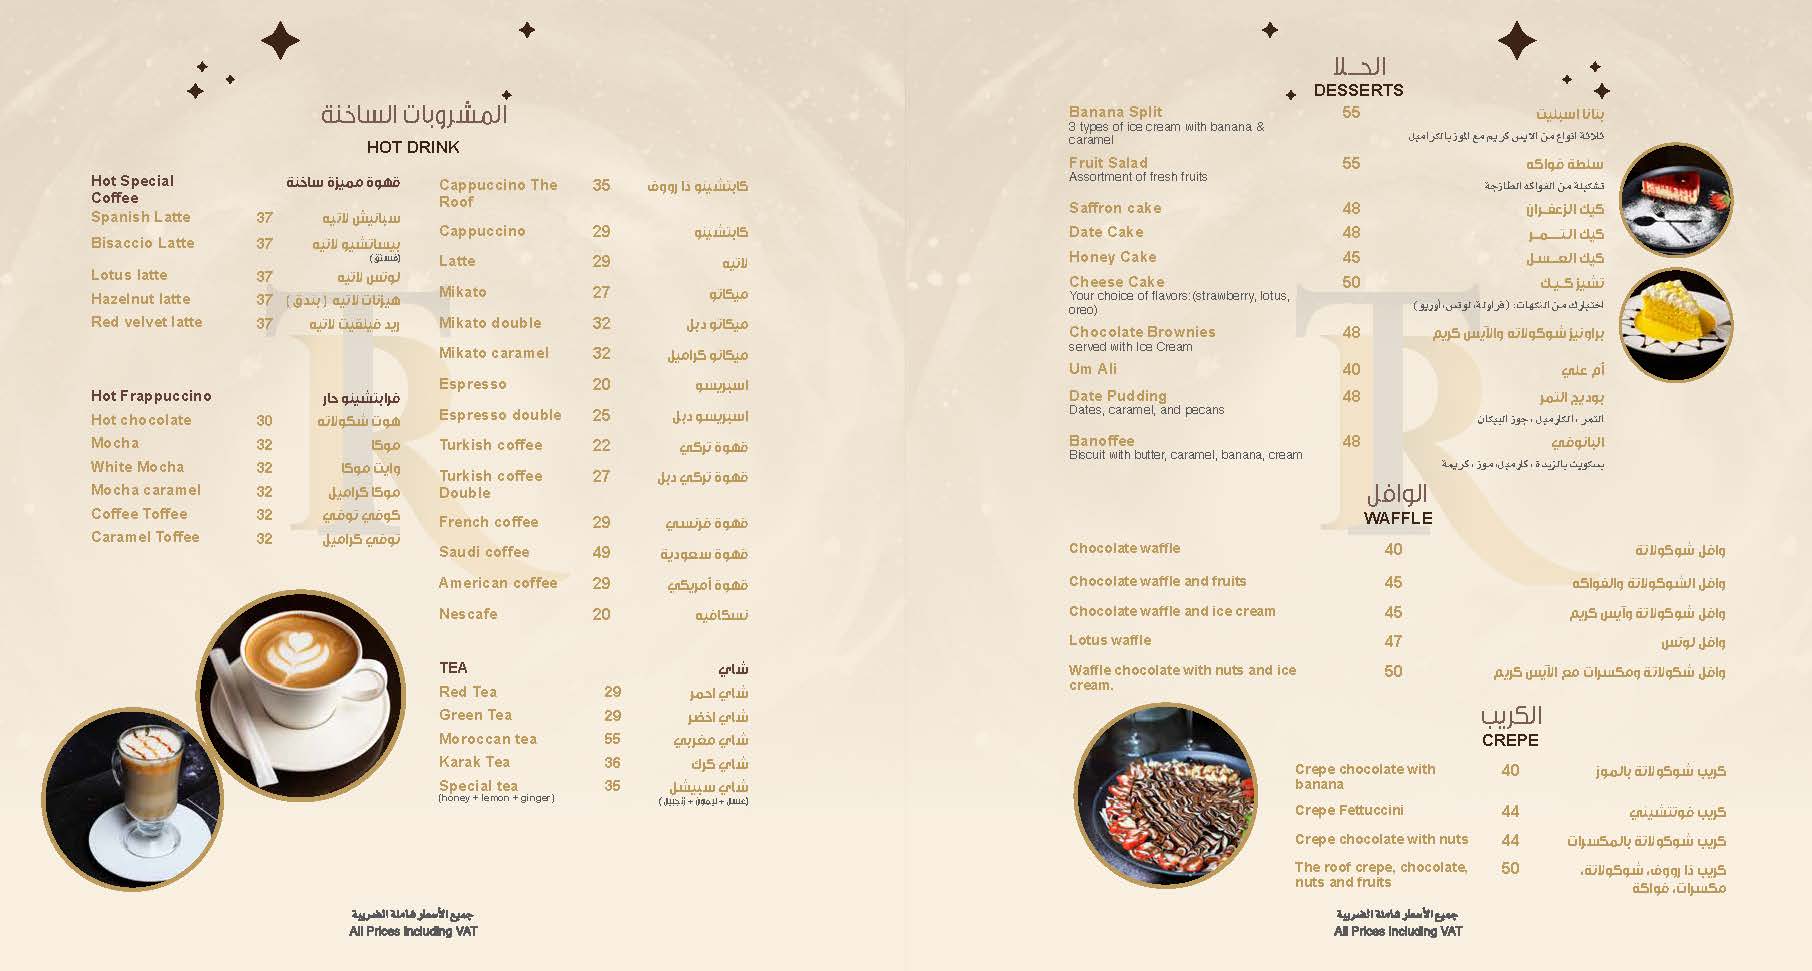 المشروبات الساخنة
HOT DRINK
Hot Special
Coffee
قهوة مميزة ساخنة
Spanish Latte 37 سبانيش لاتيه
Bisaccio Latte 37 بيساتشيو لاتيه
(فستق)
Lotus latte 37 لوتس لاتيه
Hazelnut latte 37 هيزنات لاتيه (بندق)
Red velvet latte 37 ريد فيلفيت لاتيه
Hot Frappuccino فرابتشينو حار
Hot chocolate 30 هوت شكولاته
Mocha 32 موكا
White Mocha 32 وايت موكا
Mocha caramel 32 موكا كراميل
Coffee Toffee 32 كوفي توفي
Caramel Toffee 32 توفي كراميل
Cappuccino The
Roof
35 كابتشينو ذا رووف
Cappuccino 29 كابتشينو
Latte 29 لاتيه
Mikato 27 ميكاتو
Mikato double 32 ميكاتو دبل
Mikato caramel 32 ميكاتو كراميل
Espresso 20 اسبريسو
Espresso double 25 اسبريسو دبل
Turkish coffee 22 قهوة تركي
Turkish coffee
Double
27 قهوة تركي دبل
French coffee 29 قهوة فرنسي
Saudi coffee 49 قهوة سعودية
American coffee 29 قهوة أمريكي
Nescafe 20 نسكافيه
TEA شاي
Red Tea 29 شاي احمر
Green Tea 29 شاي اخضر
Moroccan tea 55 شاي مغربي
Karak Tea 36 شاي كرك
Special tea 35 شاي سبيشل
(honey + lemon + ginger) (عسل + ليمون + زنجبيل)
جميع الأسعار شاملة الضريبة
All Prices Including VAT
الحلا
DESSERTS
Banana Split 55 بنانا اسبليت
3 types of ice cream with banana &
caramel
ثلاثة انواع من الايس كريم مع الموز بالكراميل
Fruit Salad 55 سلطة فواكه
Assortment of fresh fruits تشكيلة من الفواكه الطازجة
Saffron cake 48 كيك الزعفران
Date Cake 48 كيك التمر
Honey Cake 45 كيك العسل
Cheese Cake 50 تشيز كيك
Your choice of flavors:(strawberry, lotus,
oreo)
اختيارك من النكهات: (فراولة، لوتس، أوريو)
Chocolate Brownies 48 براونيز شوكولاته والآيس كريم
served with Ice Cream
Um Ali 40 أم علي
Date Pudding 48 بوديج التمر
Dates, caramel, and pecans التمر ، الكارميل ، جوز البيكان
Banoffee 48 البانوفي
Biscuit with butter, caramel, banana, cream بسكويت بالزبدة ، كارميل، موز ، كريمة
الوافل
WAFFLE
Chocolate waffle 40 وافل شوكولاتة
Chocolate waffle and fruits 45 وافل الشوكولاتة والفواكه
Chocolate waffle and ice cream 45 وافل شوكولاتة وآيس كريم
Lotus waffle 47 وافل لوتس
Waffle chocolate with nuts and ice
cream.
50 وافل شكولاتة ومكسرات مع الآيس كريم
الكريب
CREPE
Crepe chocolate with
banana
40 كريب شوكولاتة بالموز
Crepe Fettuccini 44 كريب فوتتشيني
Crepe chocolate with nuts 44 كريب شوكولاتة بالمكسرات
The roof crepe, chocolate,
nuts and fruits
50 كريب ذا رووف، شوكولاتة،
مكسرات، فواكة
جميع الأسعار شاملة الضريبة
All Prices Including VAT